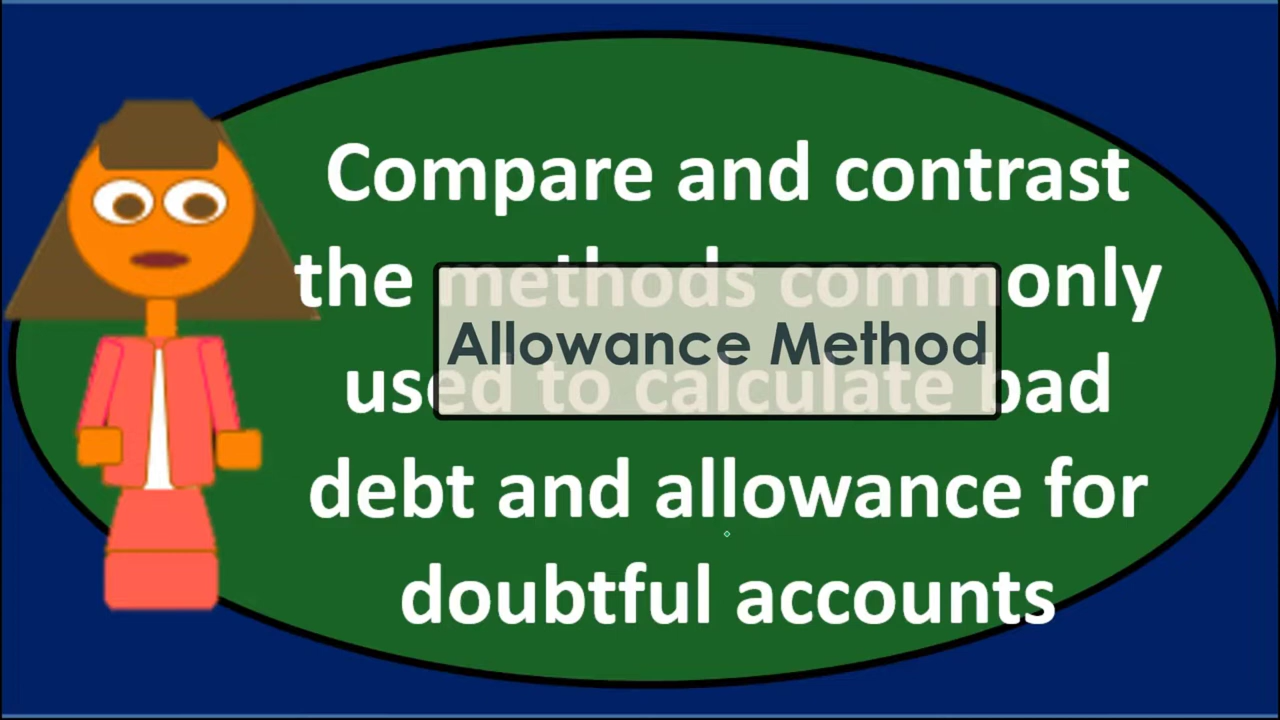 Compare and contrast
the methods commonly
Allowance Method
used to calculate bad
debt and allowance for
doubtful accounts